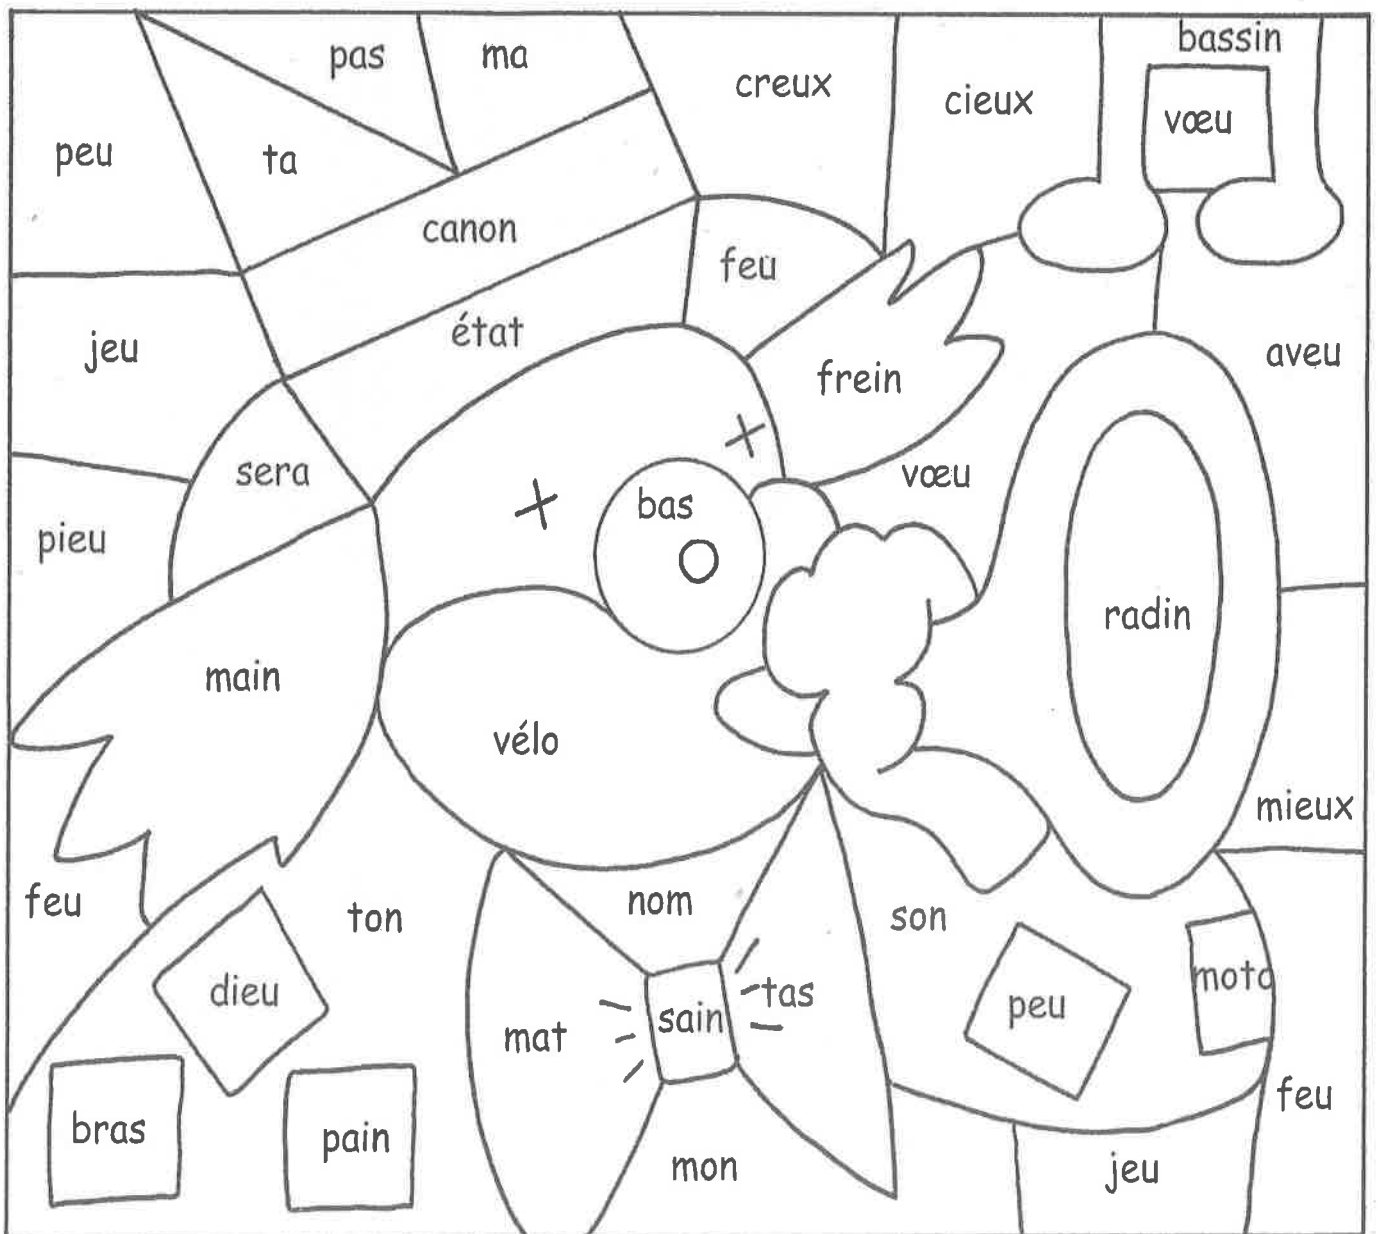 bassin
pas
ma
creux
cieux
vœu
peu
ta
canon
feu
état
jeu
aveu
frein
sera
vœu
bas
pieu
radin
main
vélo
mieux
feu
ton
nom
son
dieu
moto
tas
peu
sain
mat
feu
bras
pain
mon
jeu